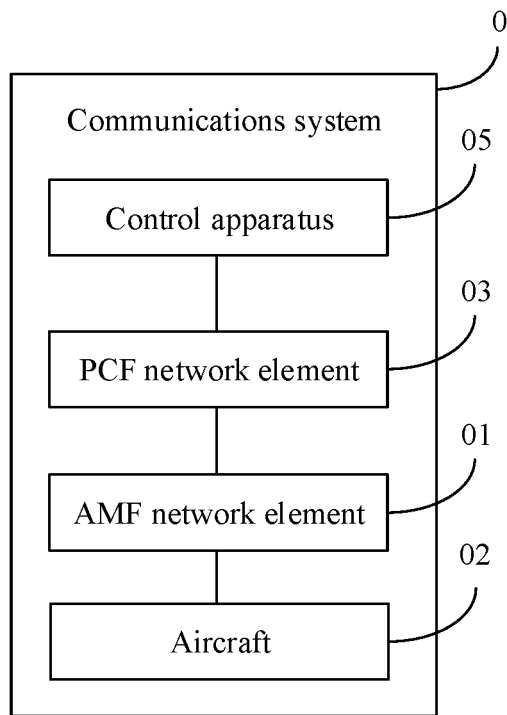 0
Communications system
05
Control apparatus
03
PCF network element
01
AMF network element
02
Aircraft